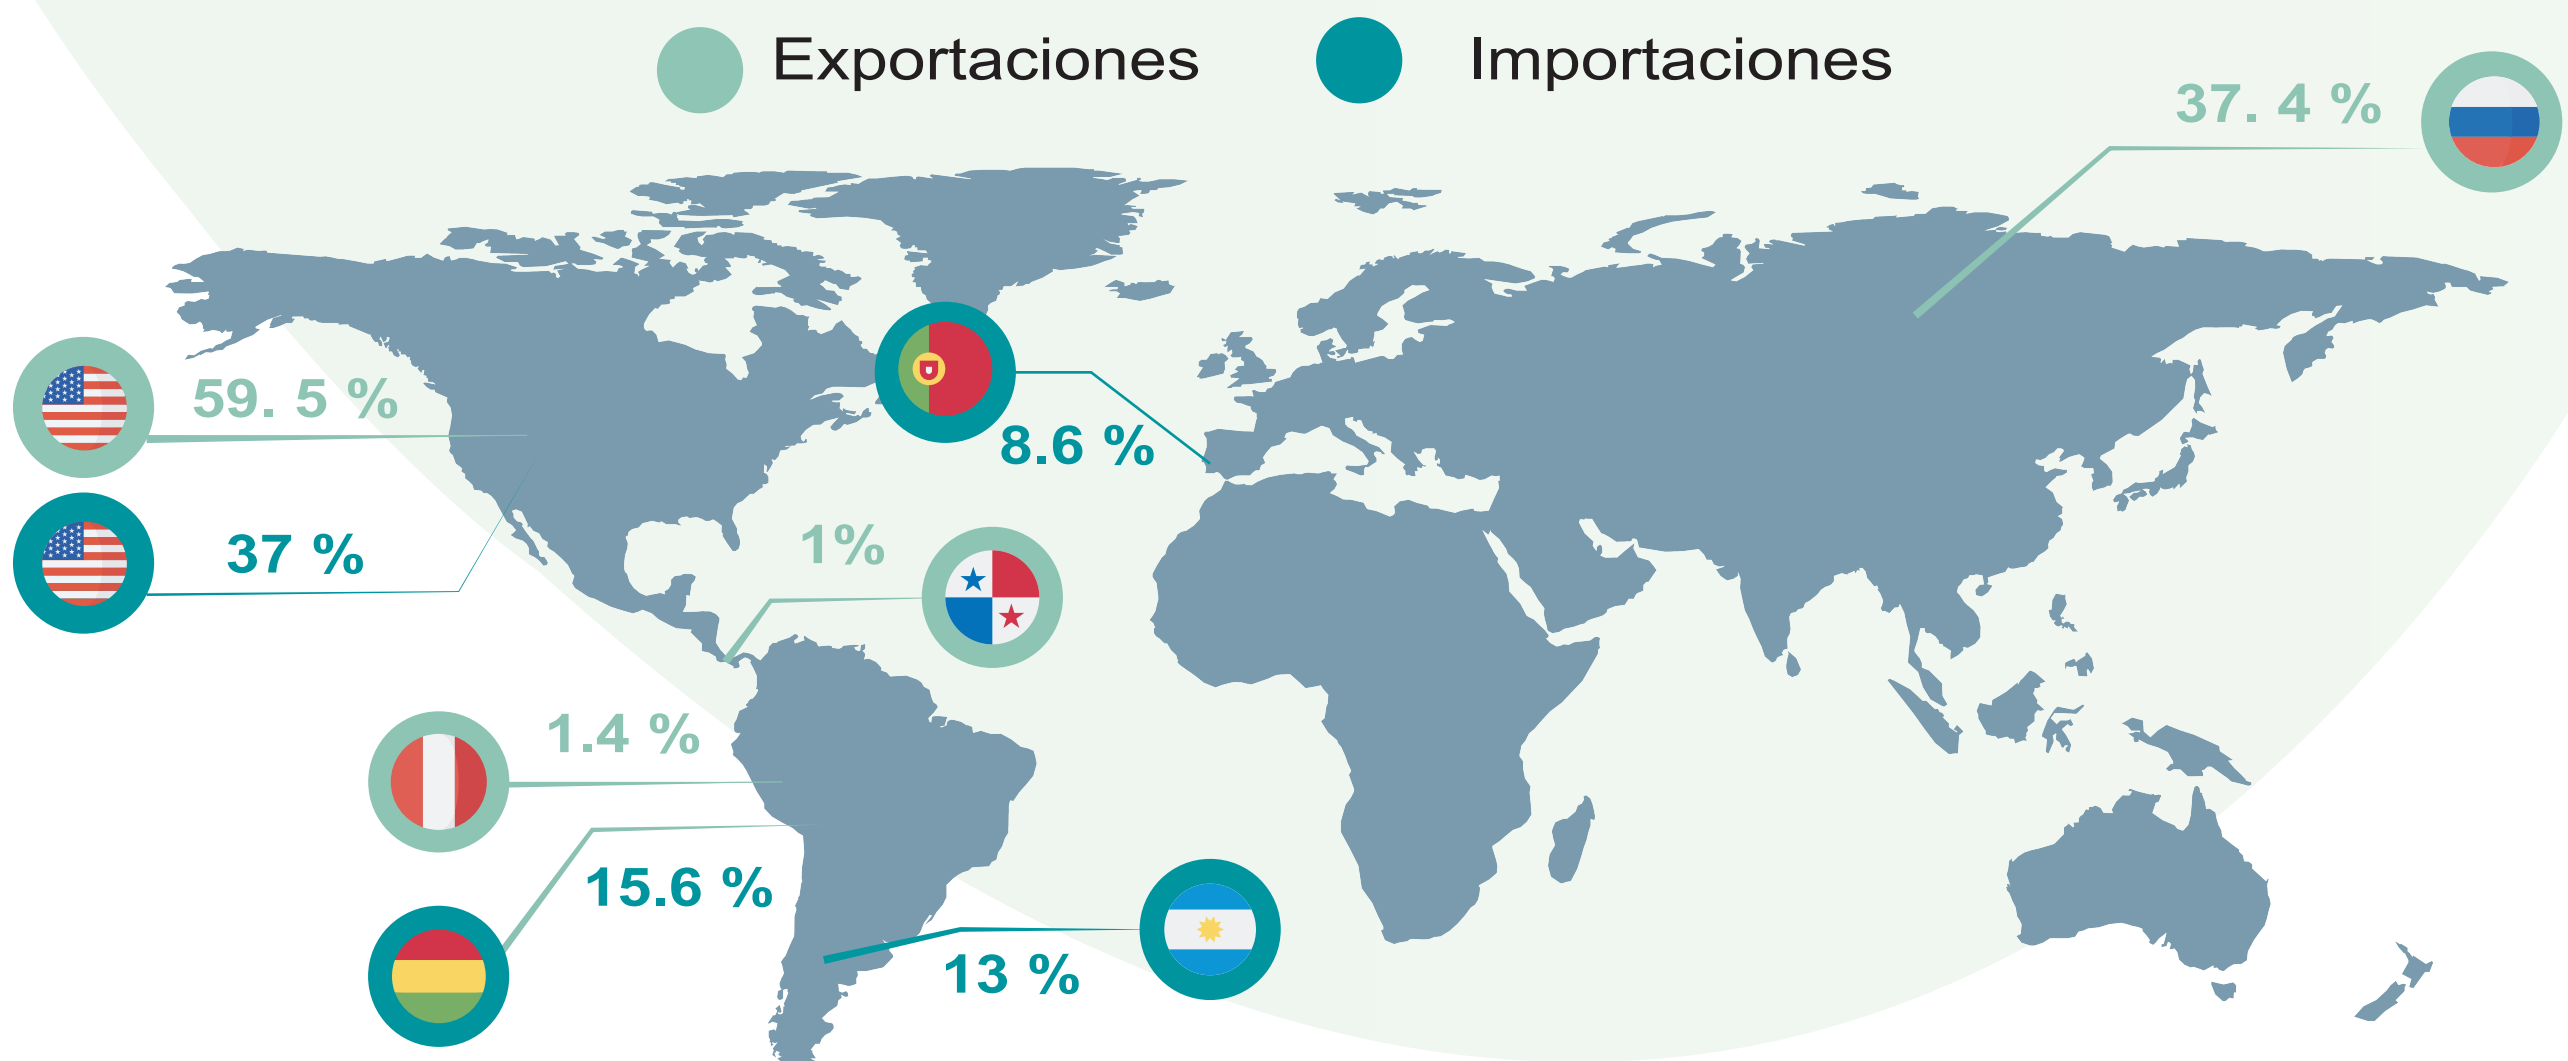 Exportaciones
Importaciones
37. 4 %
59. 5 %
8.6 %
37 %
1%
1.4 %
15.6 %
13 %